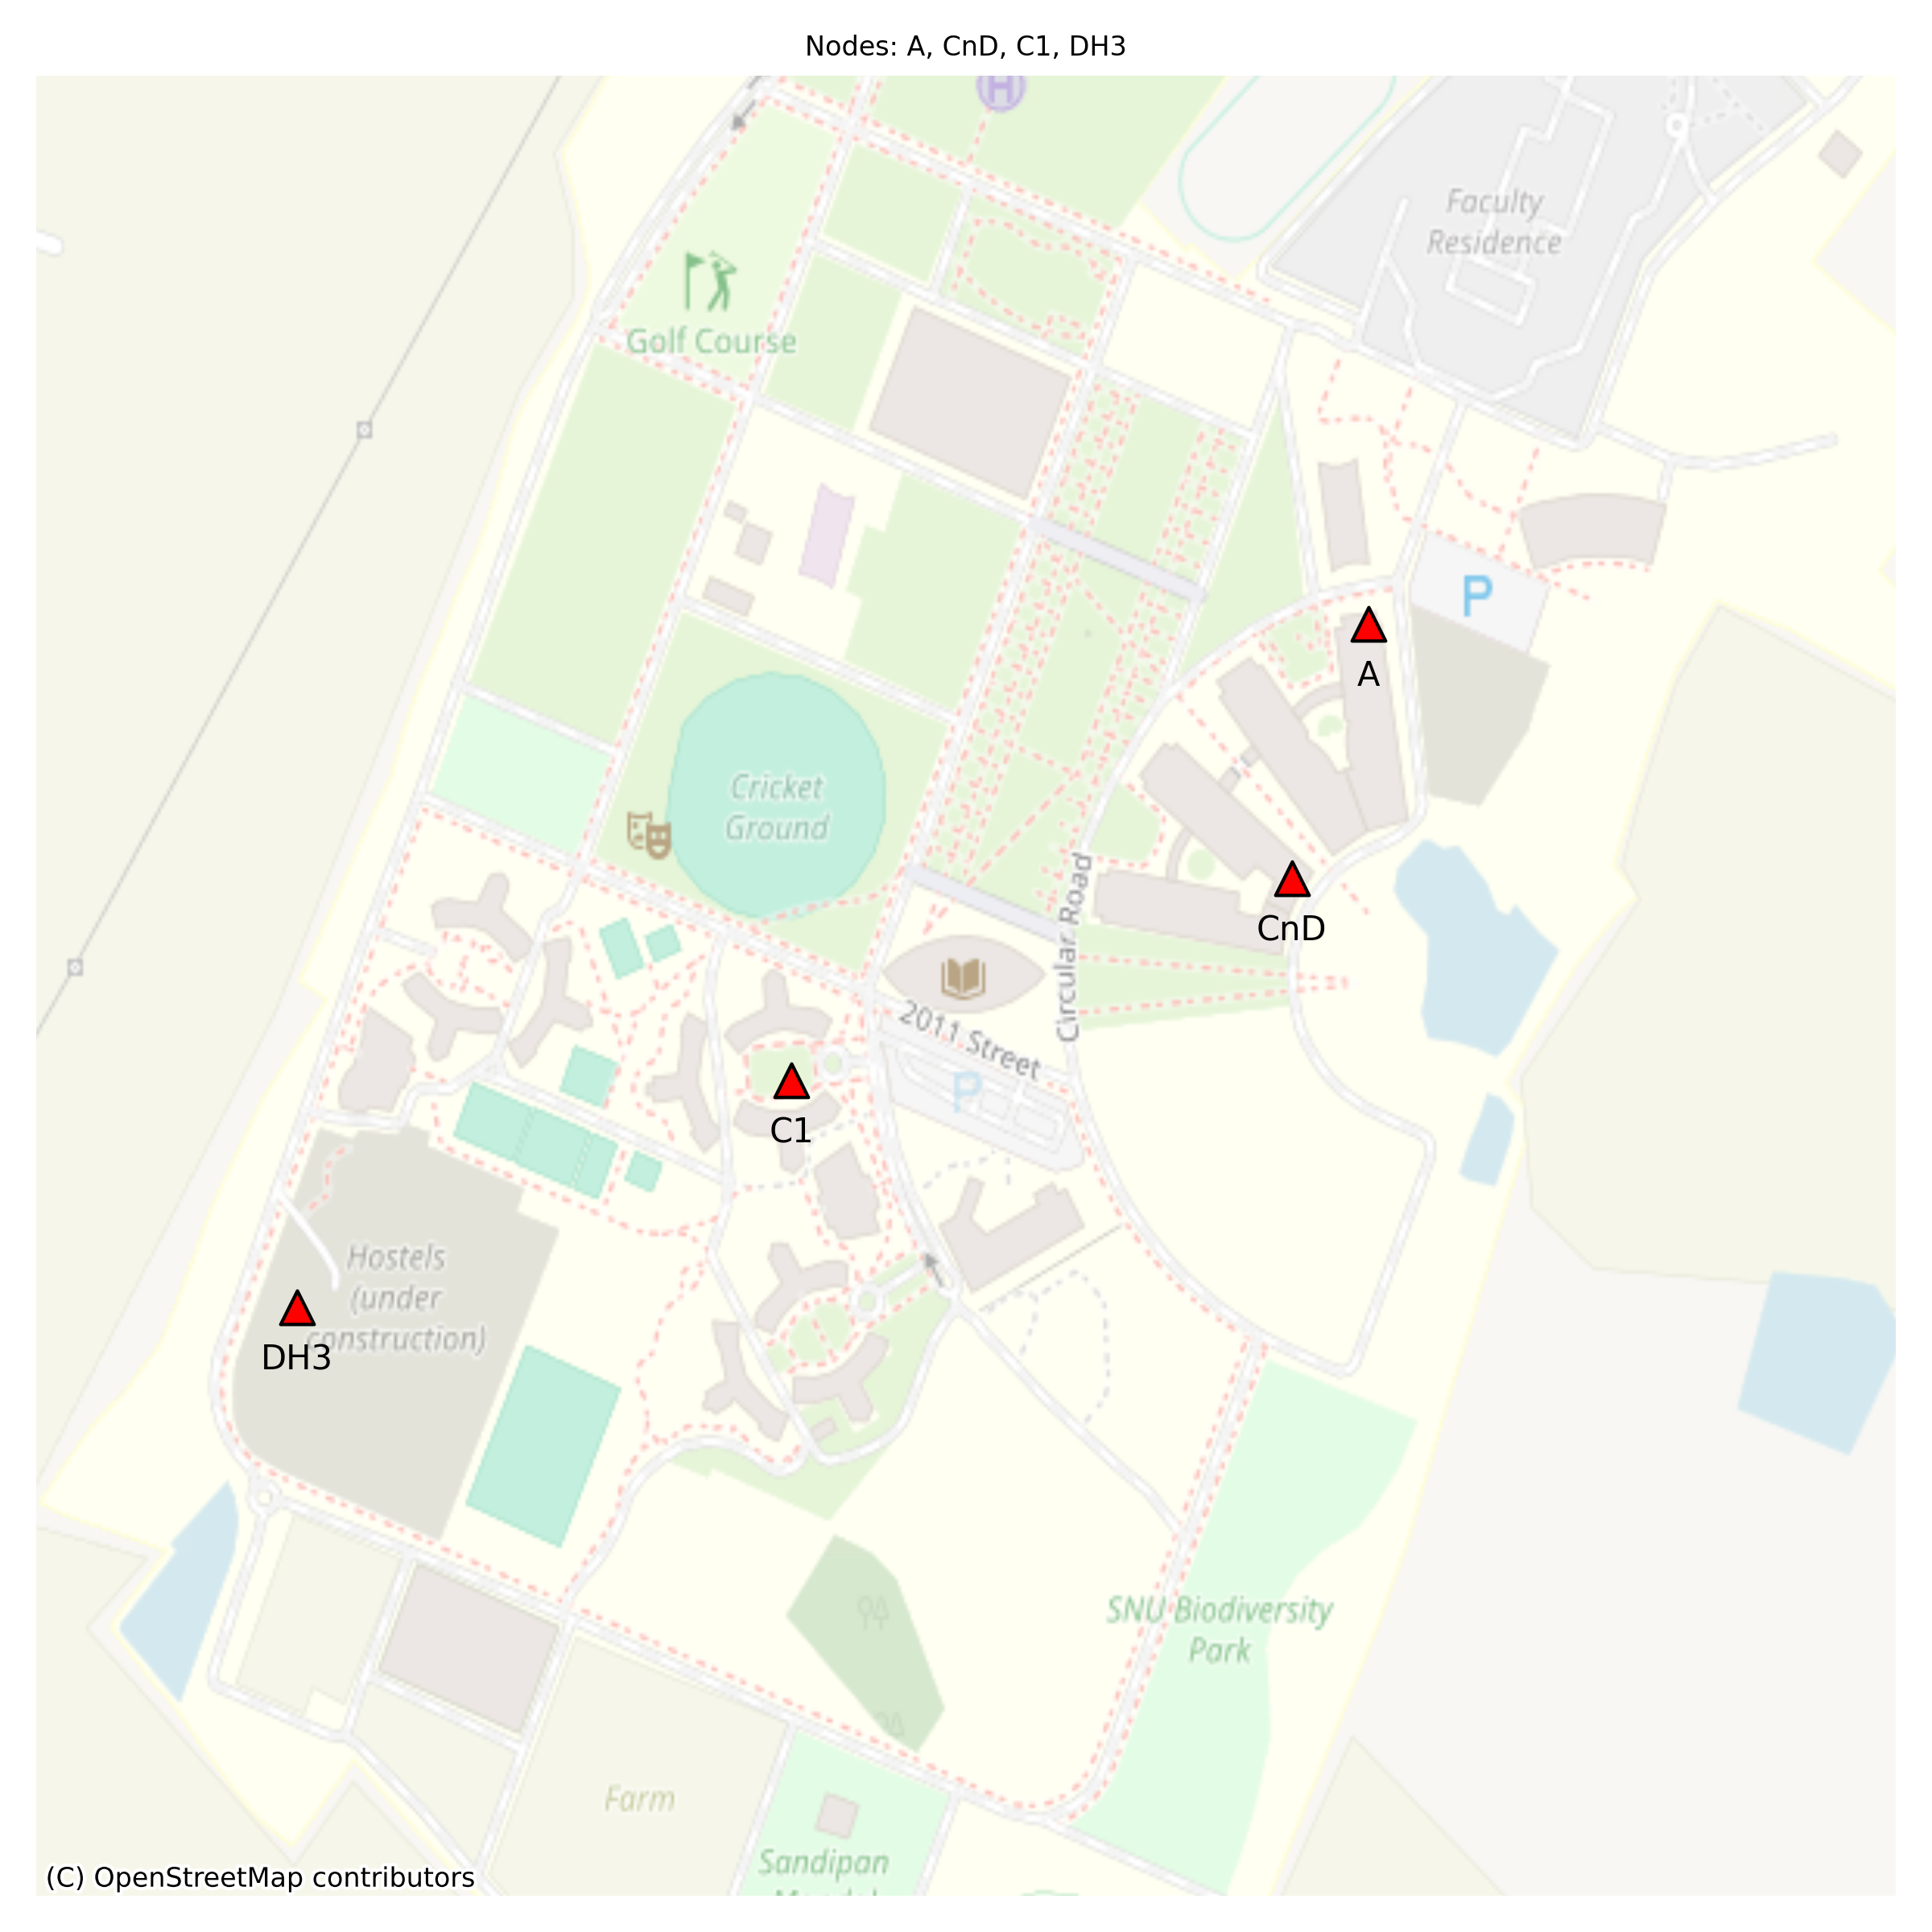 Nodes: A, CnD, C1, DH3
H
Faculty
Residence
Golf Course
P
A
Cricket
Ground
CnD
Circular Road
2011 Street
P
C1
Hostels
(under
construction)
DH3
SNU Biodiversity
Park
Farm
Sandipan
(C) OpenStreetMap contributors